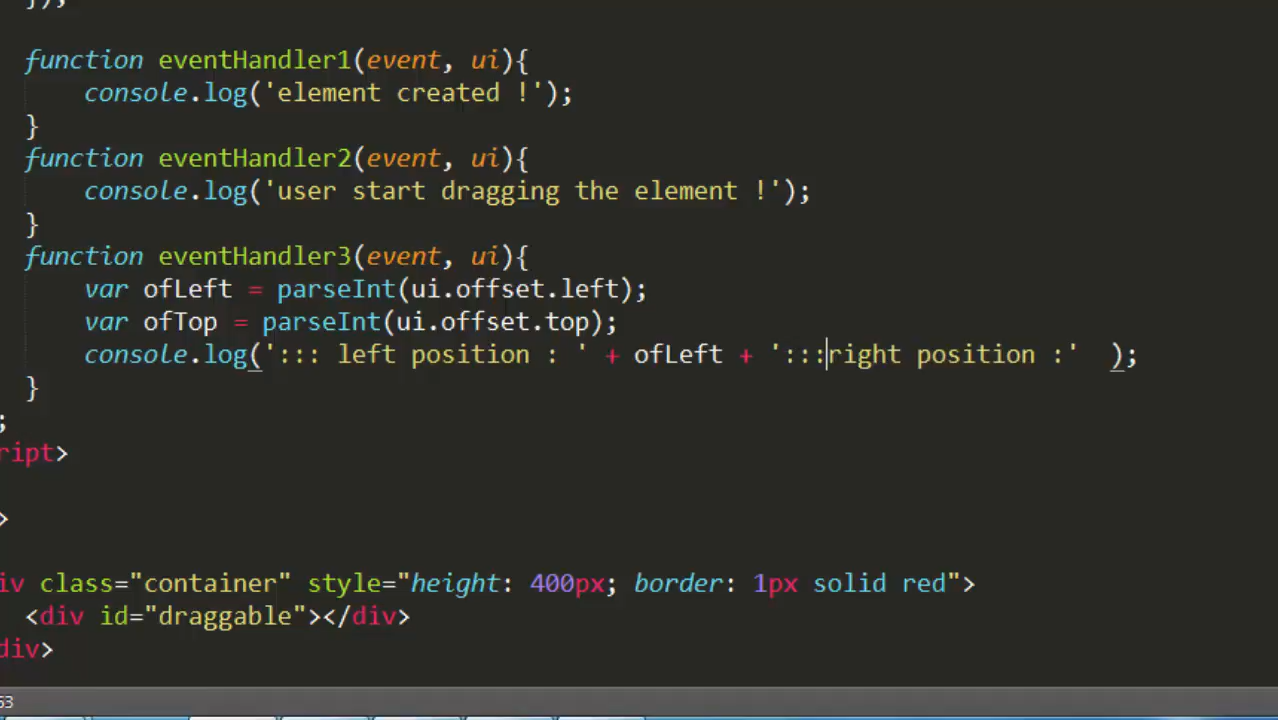 });
function eventHandler1(event, ui){
console.log('element created !');
}
function eventHandler2(event, ui){
console.log('user start dragging the element !');
}
function eventHandler3(event, ui){
var ofLeft = parseInt(ui.offset.left);
var ofTop = parseInt(ui.offset.top);
console.log('::: left position : ' + ofLeft + ':::right position :'  );
}
;
ript>
>
iv class="container" style="height: 400px; border: 1px solid red">
<div id="draggable"></div>
div>
53